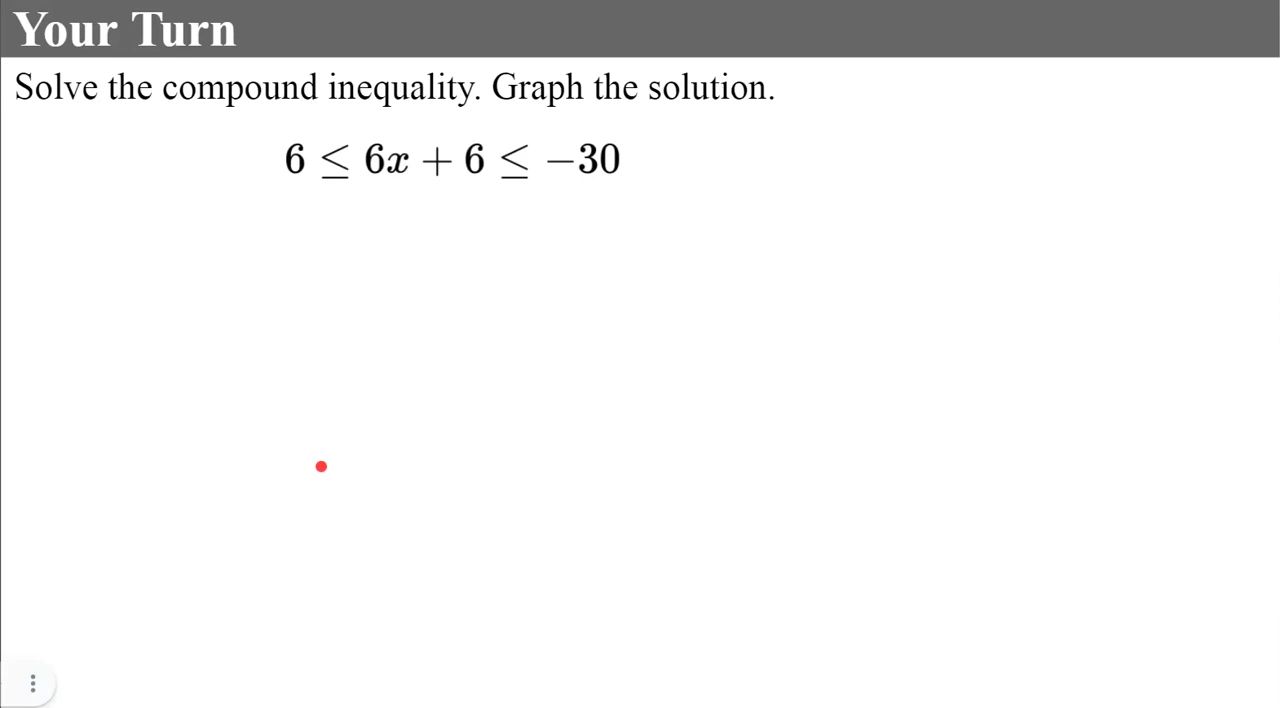 Your Turn
Solve the compound inequality. Graph the solution.
6 ≤ 6x + 6 ≤ −30